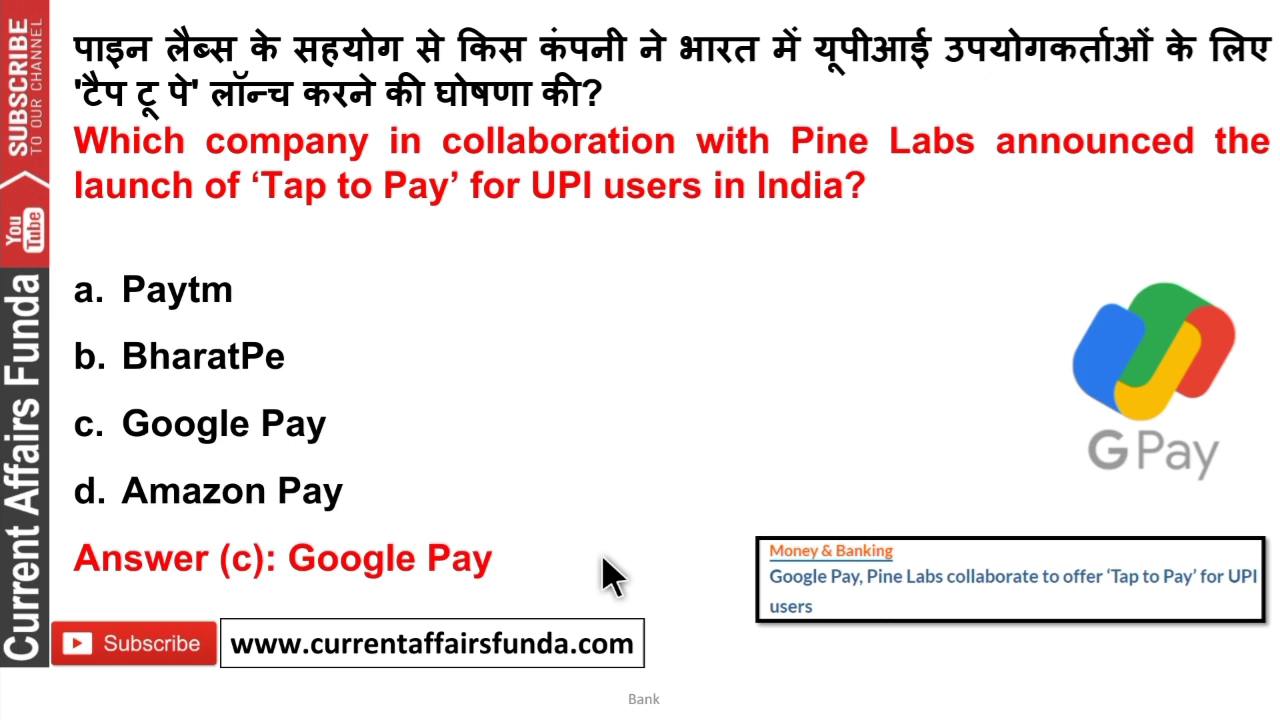 पाइन लैब्स के सहयोग से किस कंपनी ने भारत में यूपीआई उपयोगकर्ताओं के लिए
'टैप टू पे' लॉन्च करने की घोषणा की?
Which company in collaboration with Pine Labs announced the
launch of ‘Tap to Pay’ for UPI users in India?
a. Paytm
b. BharatPe
c. Google Pay
d. Amazon Pay
Answer (c): Google Pay
G Pay
Money & Banking
Google Pay, Pine Labs collaborate to offer ‘Tap to Pay’ for UPI
users
Subscribe
www.currentaffairsfunda.com
Bank
SUBSCRIBE
TO OUR CHANNEL
You
Tube
Current Affairs Funda